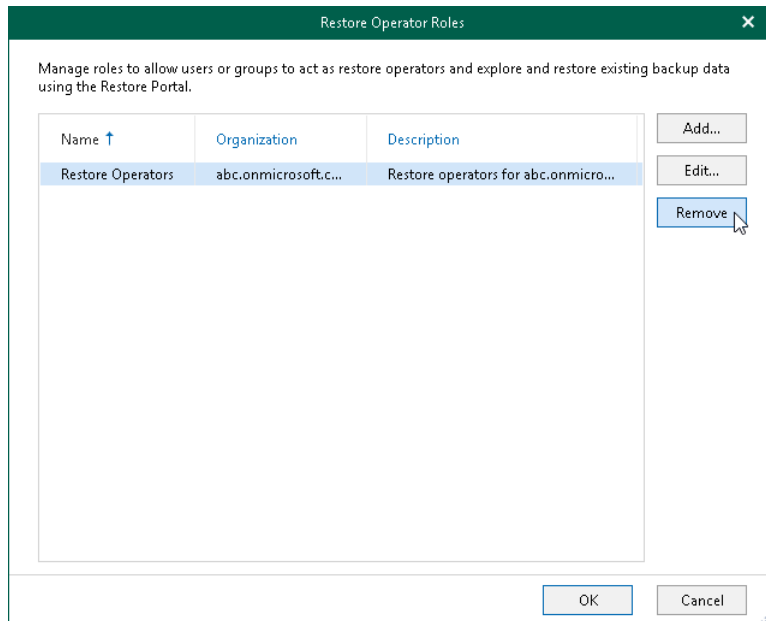 Restore Operator Roles
Manage roles to allow users or groups to act as restore operators and explore and restore existing backup data
using the Restore Portal.
Name Organization Description
Restore Operators abc.onmicrosoft.c... Restore operators for abc.onmicro...
Add...
Edit...
Remove
OK Cancel